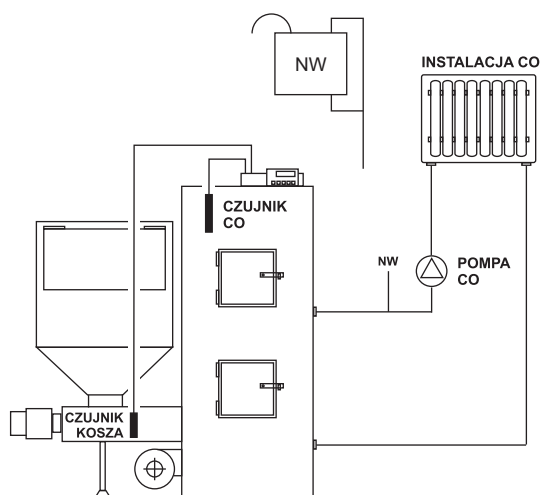 NW
INSTALACJA CO
CZUJNIK
CO
NW
POMPA
CO
CZUJNIK
KOSZA